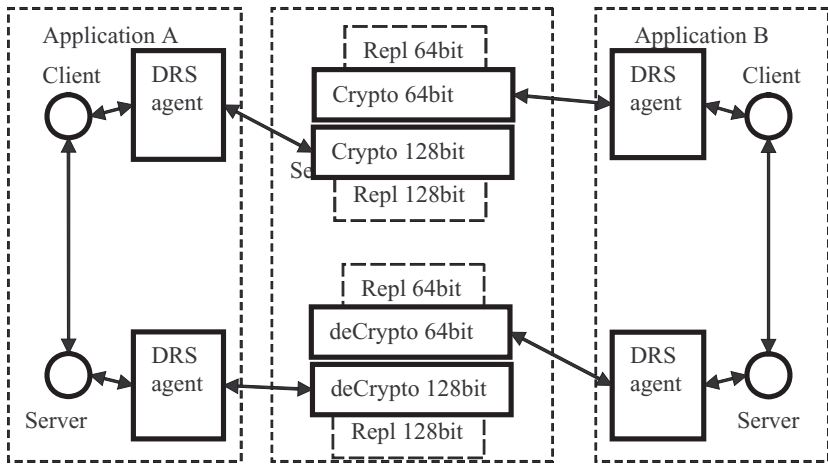 Application A
Client
DRS
agent
Repl 64bit
Crypto 64bit
Crypto 128bit
Repl 128bit
Application B
DRS
agent
Client
Repl 64bit
deCrypto 64bit
deCrypto 128bit
Repl 128bit
DRS
agent
Server
DRS
agent
Server